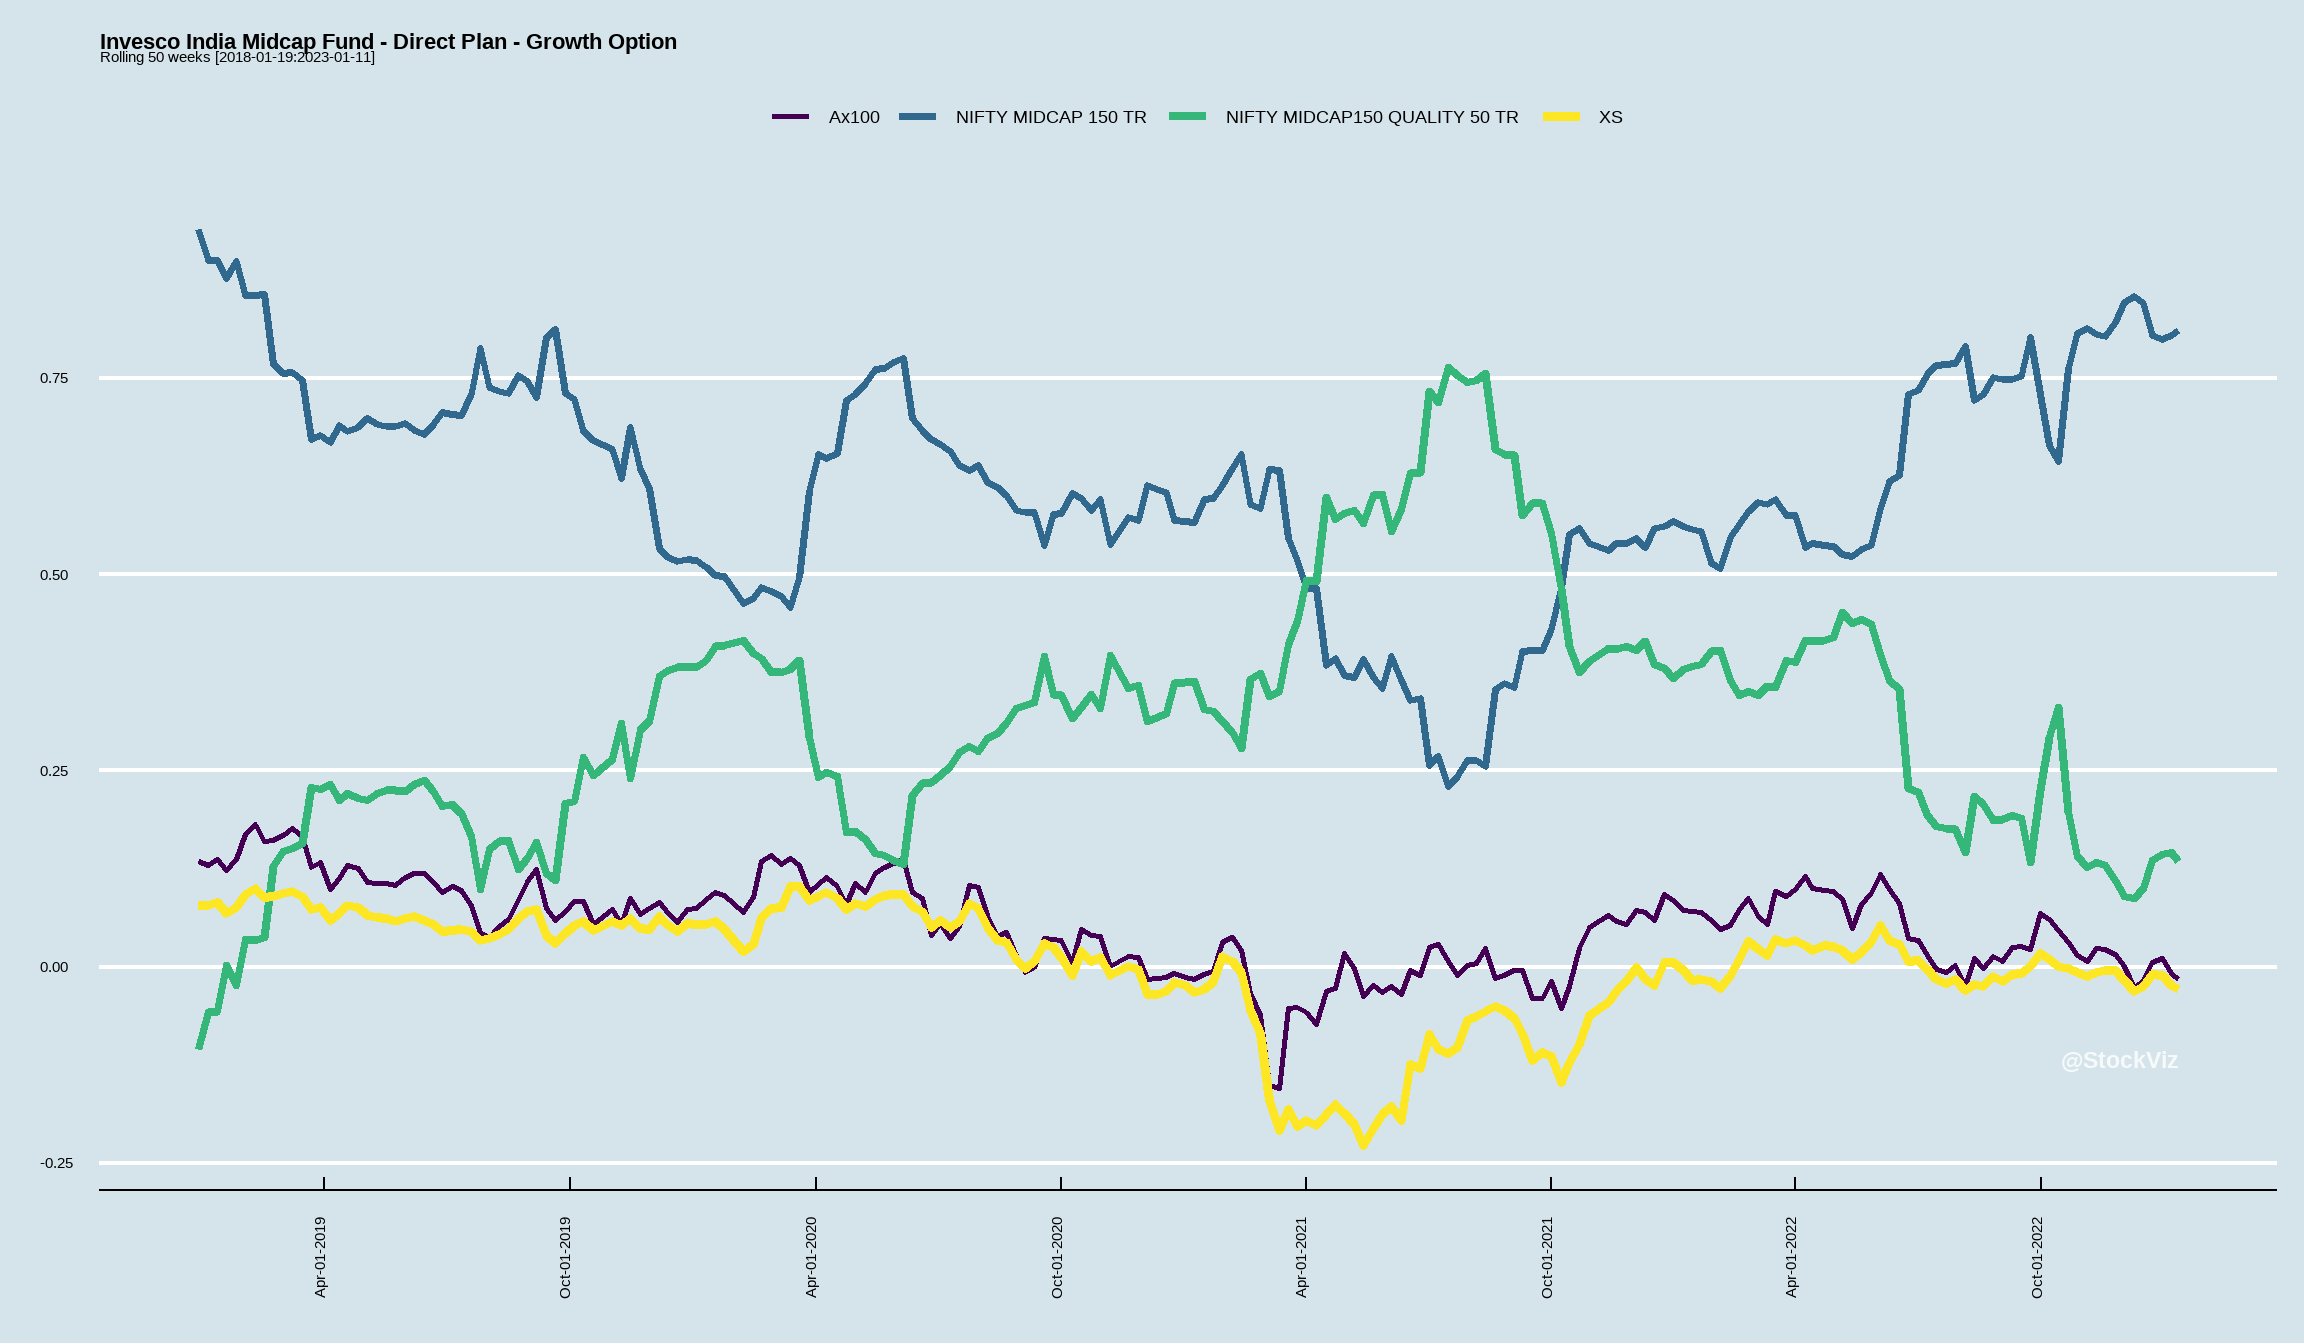 Invesco India Midcap Fund - Direct Plan - Growth Option
Rolling 50 weeks [2018-01-19:2023-01-11]
Ax100 NIFTY MIDCAP 150 TR NIFTY MIDCAP150 QUALITY 50 TR XS
0.75
0.50
0.25
0.00
-0.25
@StockViz
Apr-01-2019
Oct-01-2019
Apr-01-2020
Oct-01-2020
Apr-01-2021
Oct-01-2021
Apr-01-2022
Oct-01-2022